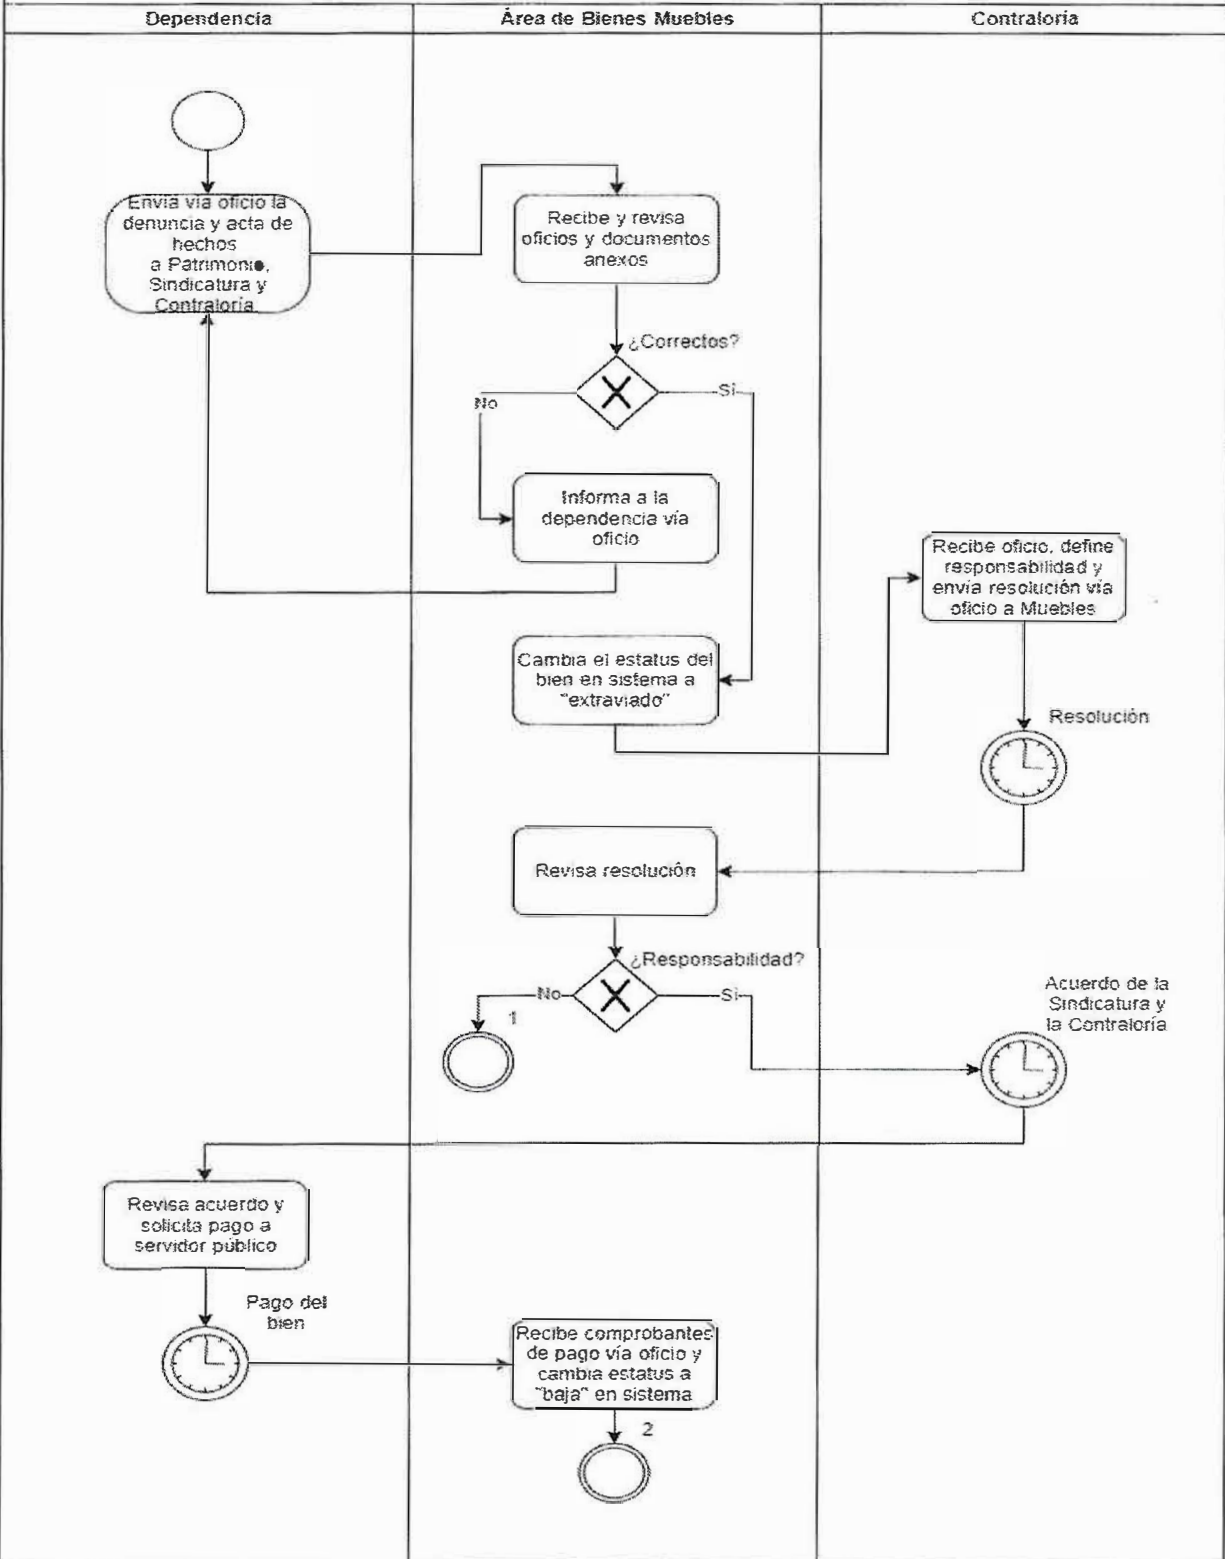 Dependencia
Área de Bienes Muebles
Contraloría
Envía vía oficio la
denuncia y acta de
hechos
a Patrimonio,
Sindicatura y
Contraloría
Recibe y revisa
oficios y documentos
anexos
¿Correctos?
No
Si
Informa a la
dependencia vía
oficio
Recibe oficio, define
responsabilidad y
envía resolución vía
oficio a Muebles
Cambia el estatus del
bien en sistema a
"extraviado"
Resolución
Revisa resolución
¿Responsabilidad?
No
Si
1
Acuerdo de la
Sindicatura y
la Contraloría
Revisa acuerdo y
solicita pago a
servidor público
Pago del
bien
Recibe comprobantes
de pago vía oficio y
cambia estatus a
"baja" en sistema
2